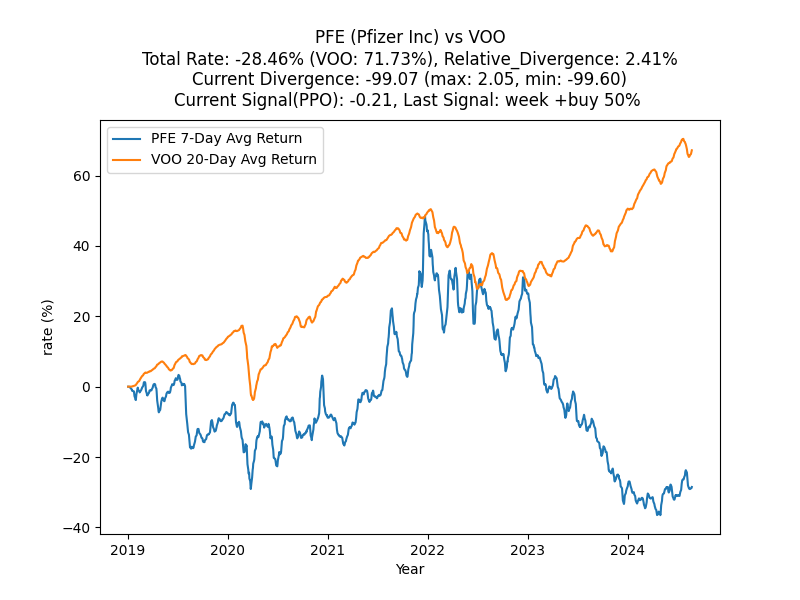 PFE (Pfizer Inc) vs VOO
Total Rate: -28.46% (VOO: 71.73%), Relative_Divergence: 2.41%
Current Divergence: -99.07 (max: 2.05, min: -99.60)
Current Signal(PPO): -0.21, Last Signal: week +buy 50%
PFE 7-Day Avg Return
VOO 20-Day Avg Return
60
40
20
0
−20
−40
rate (%)
2019 2020 2021 2022 2023 2024
Year